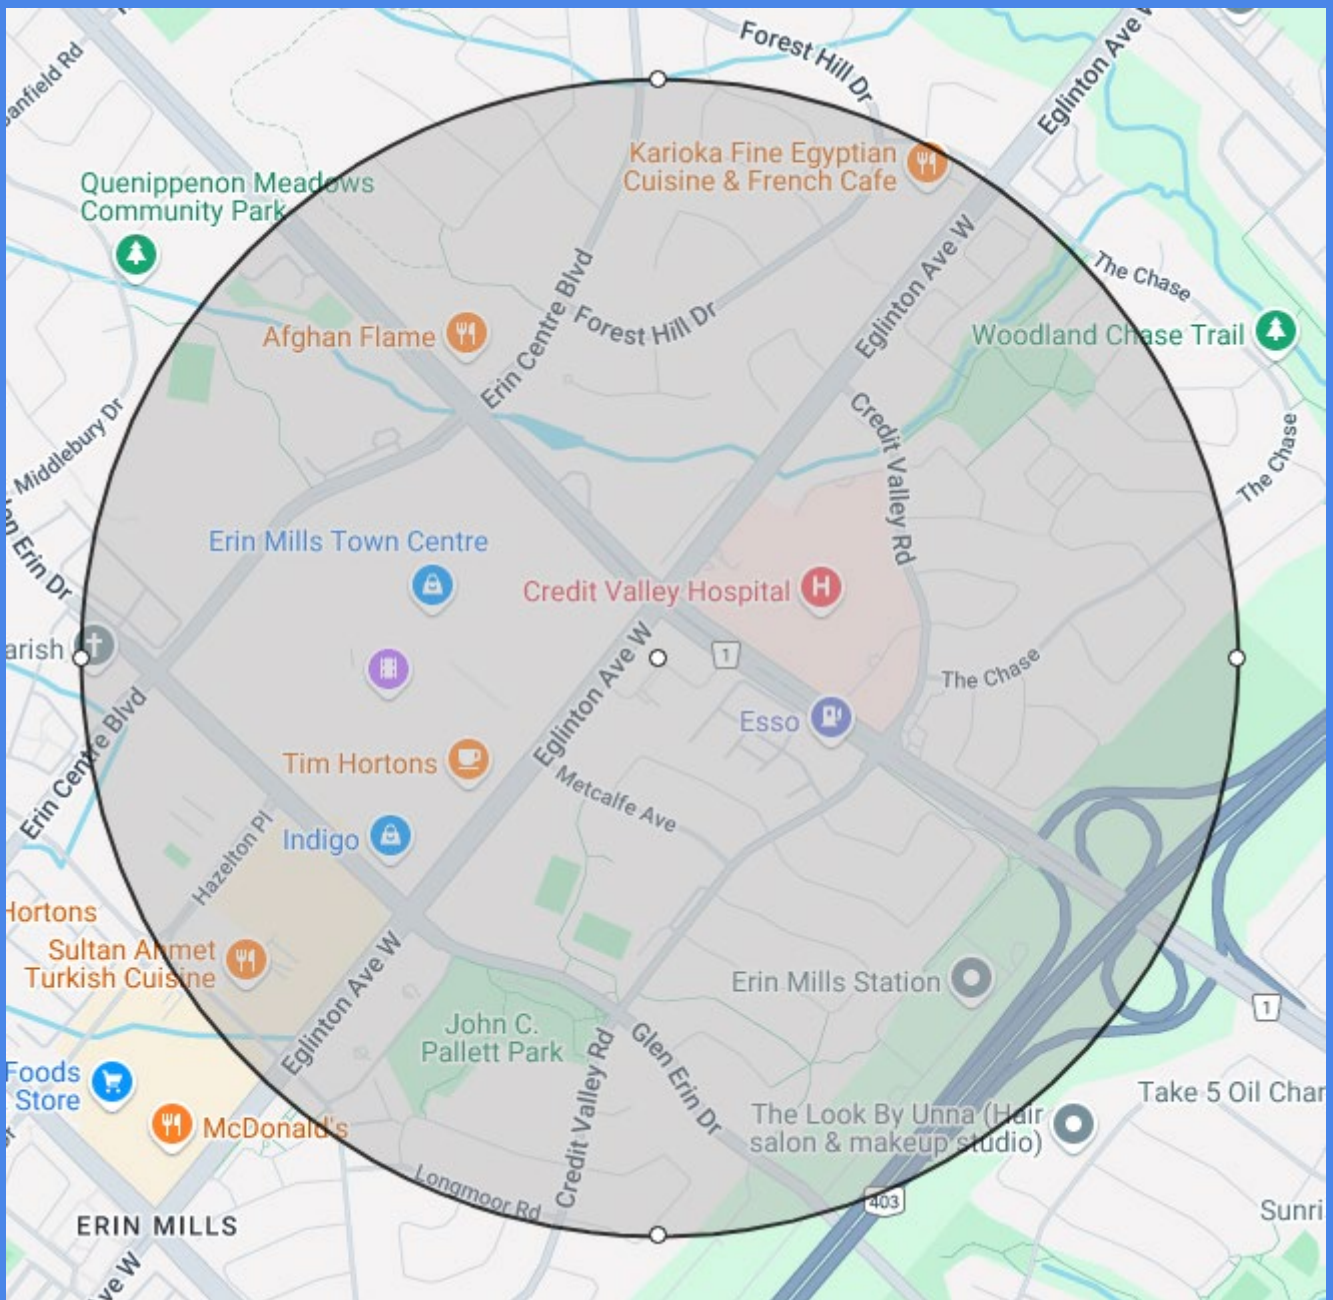 Forest Hill Dr
Eglinton Ave W
Karioka Fine Egyptian
Cuisine & French Cafe
Quenippenon Meadows
Community Park
Eglinton Ave W
The Chase
Erin Centre Blvd
Forest Hill Dr
Afghan Flame
Woodland Chase Trail
Credit Valley Rd
Middlebury Dr
The Chase
Erin Mills Town Centre
Erin Dr
Credit Valley Hospital
H
arish
1
The Chase
Eglinton Ave W
Erin Centre Blvd
Esso
Tim Hortons
Metcalfe Ave
Indigo
Hazelton Pl
Hortons
Sultan Ahmet
Turkish Cuisine
Eglinton Ave W
Erin Mills Station
1
John C.
Pallett Park
Glen Erin Dr
Credit Valley Rd
Foods
Store
McDonald's
The Look By Unna (Hair
salon & makeup studio)
Take 5 Oil Char
Longmoor Rd
403
ERIN MILLS
Sunri
ve W